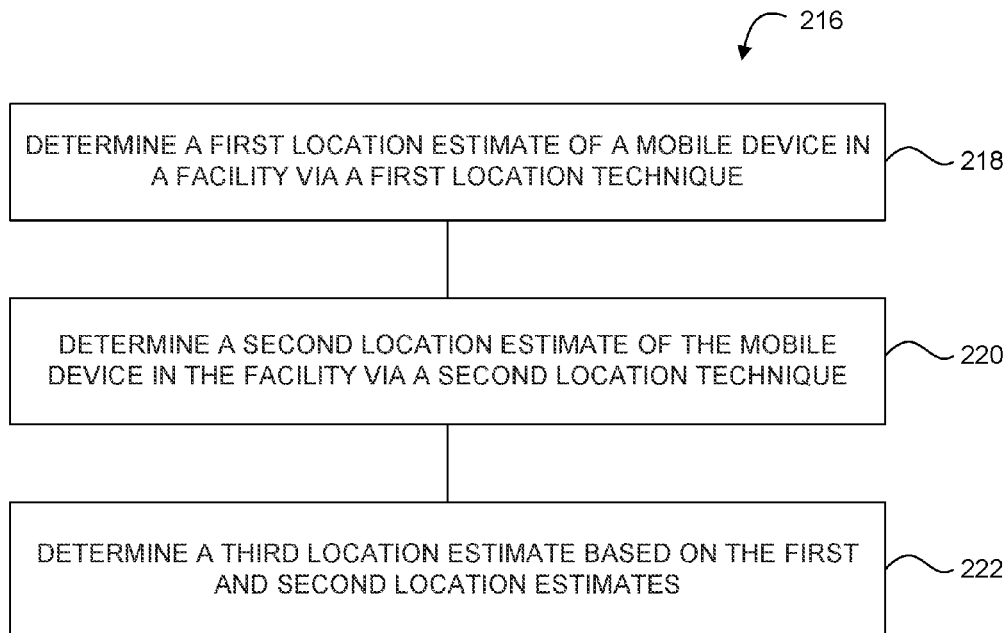 216
DETERMINE A FIRST LOCATION ESTIMATE OF A MOBILE DEVICE IN
A FACILITY VIA A FIRST LOCATION TECHNIQUE
218
DETERMINE A SECOND LOCATION ESTIMATE OF THE MOBILE
DEVICE IN THE FACILITY VIA A SECOND LOCATION TECHNIQUE
220
DETERMINE A THIRD LOCATION ESTIMATE BASED ON THE FIRST
AND SECOND LOCATION ESTIMATES
222